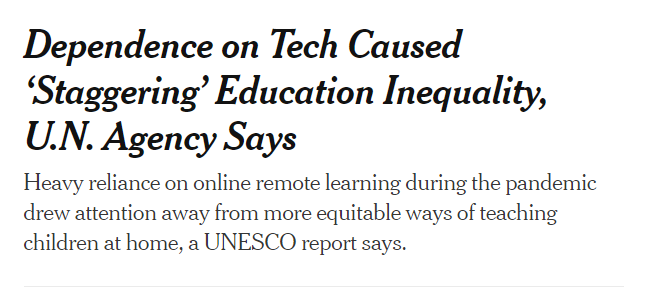 Dependence on Tech Caused
‘Staggering’ Education Inequality,
U.N. Agency Says
Heavy reliance on online remote learning during the pandemic
drew attention away from more equitable ways of teaching
children at home, a UNESCO report says.